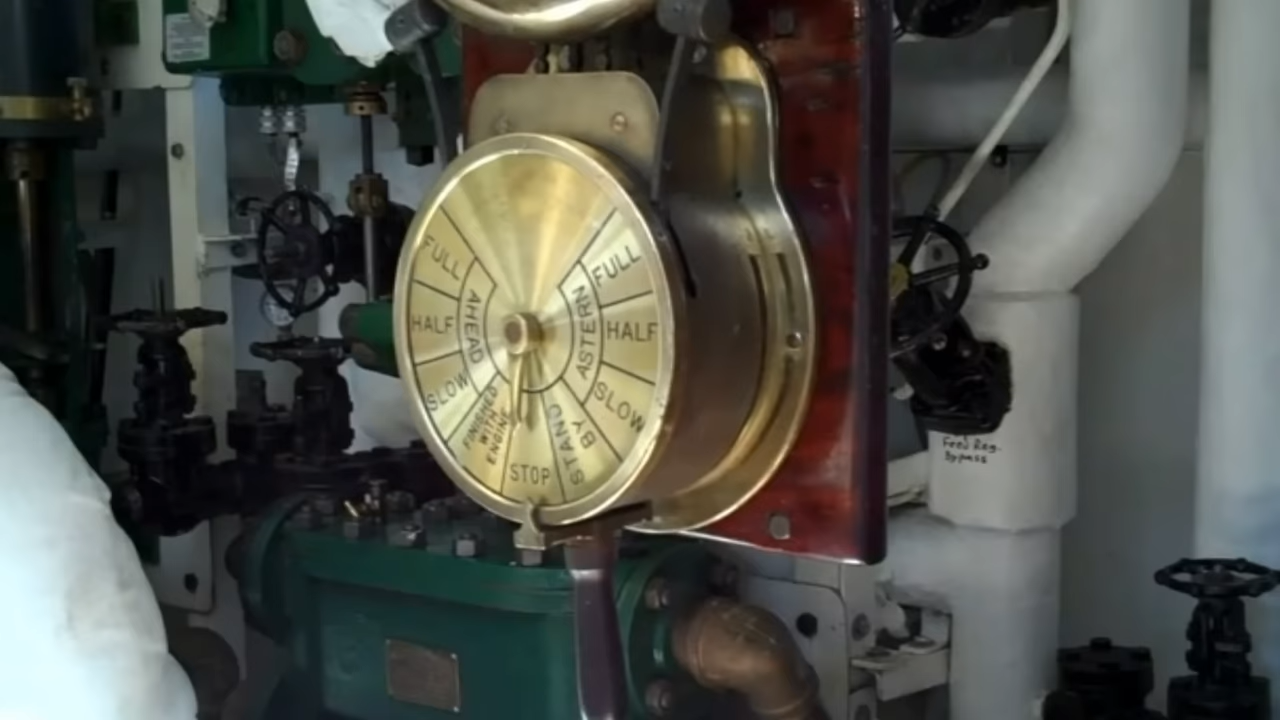 FULL
HALF
SLOW
AHEAD
FINISHED
WITH
ENGINE
STOP
STAND
BY
ASTERN
FULL
HALF
SLOW
Feed Reg.
Bypass